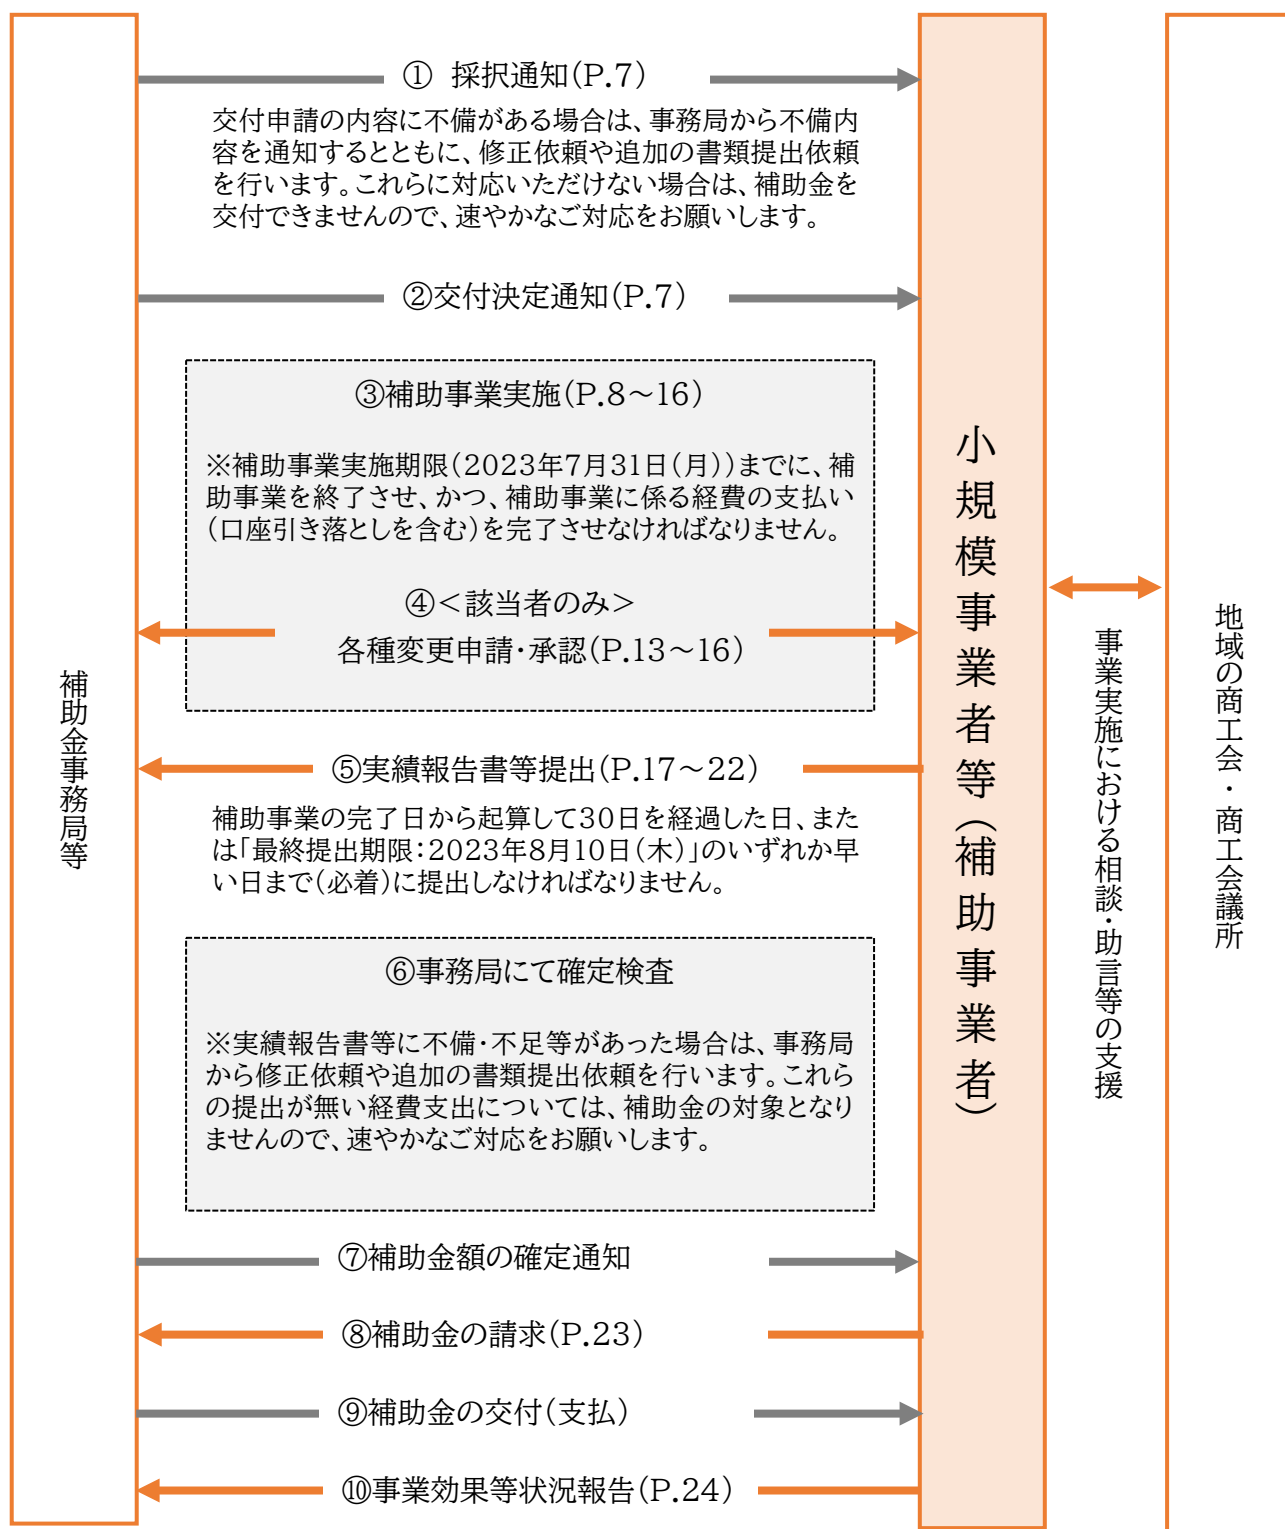 ① 採択通知(P.7)
交付申請の内容に不備がある場合は、事務局から不備内
容を通知するとともに、修正依頼や追加の書類提出依頼
を行います。これらに対応いただけない場合は、補助金を
交付できませんので、速やかなご対応をお願いします。
②交付決定通知(P.7)
③補助事業実施(P.8～16)
※補助事業実施期限(2023年7月31日(月))までに、補
助事業を終了させ、かつ、補助事業に係る経費の支払い
(口座引き落としを含む)を完了させなければなりません。
④＜該当者のみ＞
各種変更申請・承認(P.13～16)
⑤実績報告書等提出(P.17～22)
補助事業の完了日から起算して30日を経過した日、また
は「最終提出期限:2023年8月10日(木)」のいずれか早
い日まで(必着)に提出しなければなりません。
⑥事務局にて確定検査
※実績報告書等に不備・不足等があった場合は、事務局
から修正依頼や追加の書類提出依頼を行います。これら
の提出が無い経費支出については、補助金の対象となり
ませんので、速やかなご対応をお願いします。
⑦補助金額の確定通知
⑧補助金の請求(P.23)
⑨補助金の交付(支払)
⑩事業効果等状況報告(P.24)
補助金事務局等
小規模事業者等(補助事業者)
事業実施における相談・助言等の支援
地域の商工会・商工会議所